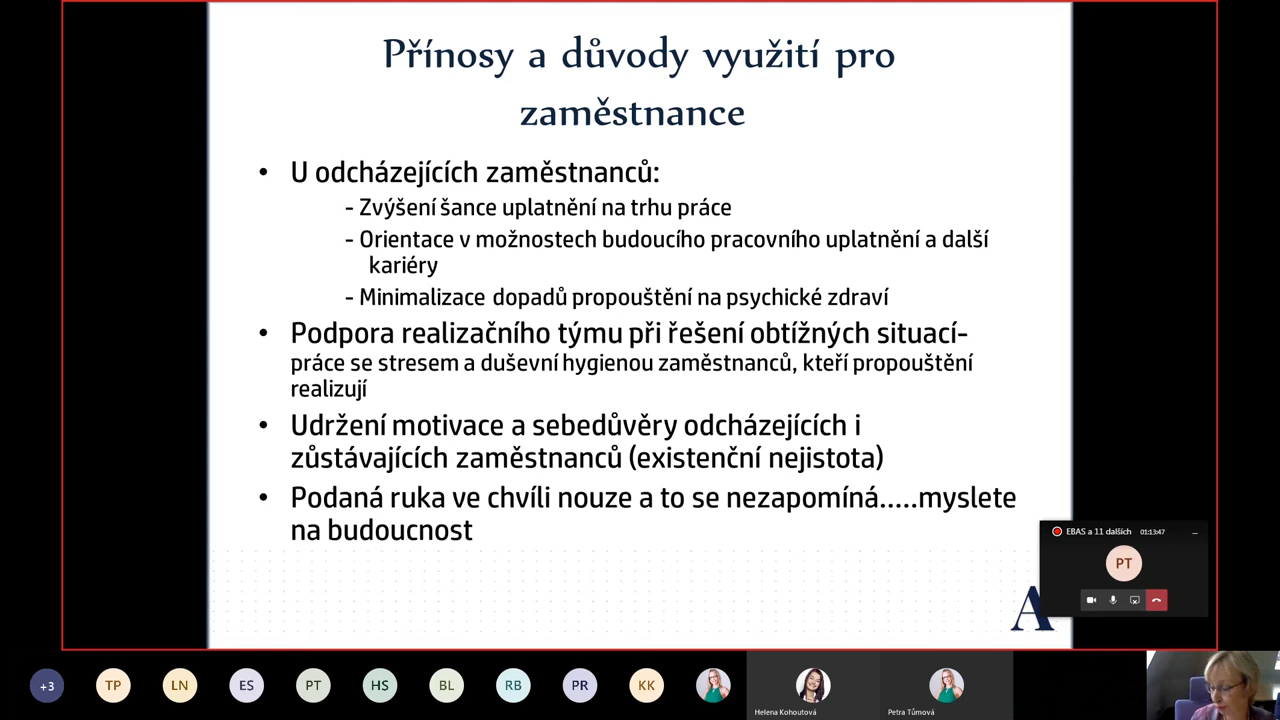 Přínosy a důvody využití pro
zaměstnance
• U odcházejících zaměstnanců:
- Zvýšení šance uplatnění na trhu práce
- Orientace v možnostech budoucího pracovního uplatnění a další
kariéry
- Minimalizace dopadů propouštění na psychické zdraví
• Podpora realizačního týmu při řešení obtížných situací-
práce se stresem a duševní hygienou zaměstnanců, kteří propouštění
realizují
• Udržení motivace a sebedůvěry odcházejících i
zůstávajících zaměstnanců (existenční nejistota)
• Podaná ruka ve chvíli nouze a to se nezapomíná.....myslete
na budoucnost
EBAS a 11 dalších 01:13:47
PT
A
+3 TP LN ES PT HS BL RB PR KK
Helena Kohoutová Petra Tůmová